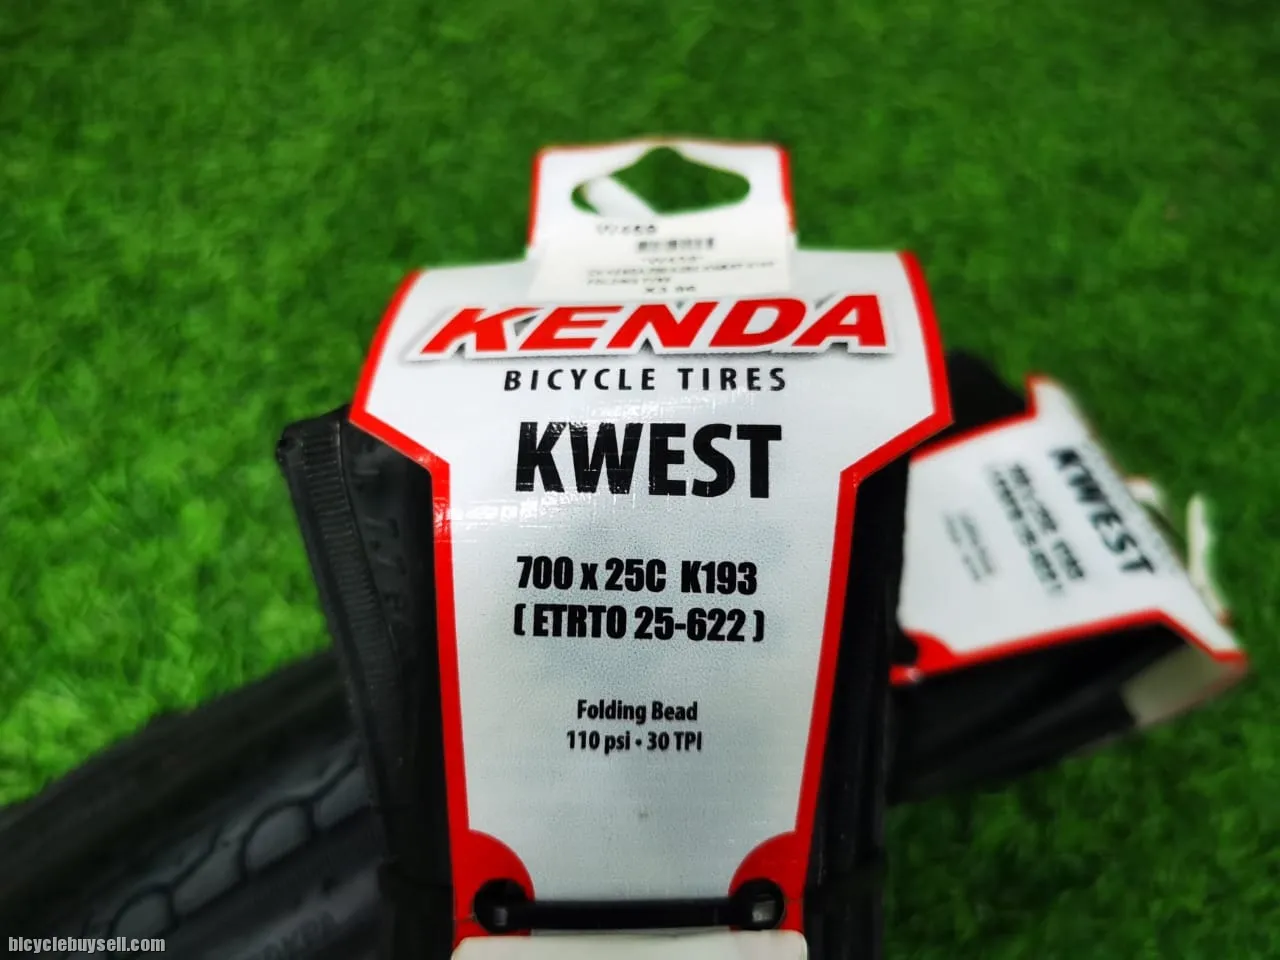 KENDA
BICYCLE TIRES
KWEST
700 x 25C K193
( ETRTO 25-622 )
Folding Bead
110 psi • 30 TPI
KWEST
bicyclebuysell.com